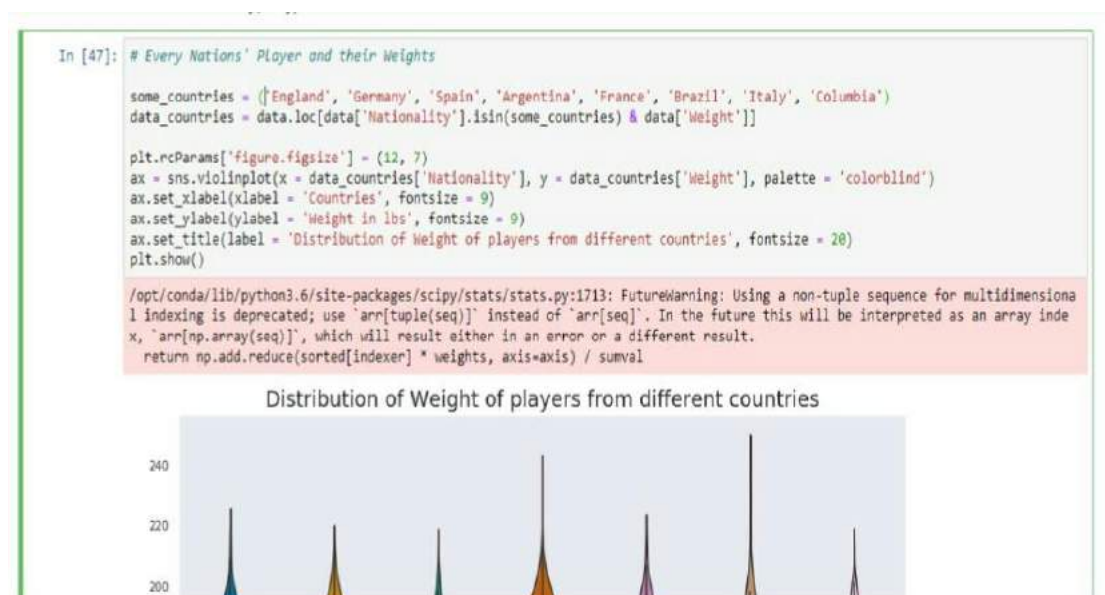 In [47]: # Every Nations' Player and their Weights
some_countries = ('England', 'Germany', 'Spain', 'Argentina', 'France', 'Brazil', 'Italy', 'Columbia')
data_countries = data.loc[data['Nationality'].isin(some_countries) & data['Weight']]
plt.rcParams['figure.figsize'] = (12, 7)
ax = sns.violinplot(x = data_countries['Nationality'], y = data_countries['Weight'], palette = 'colorblind')
ax.set_xlabel(xlabel = 'Countries', fontsize = 9)
ax.set_ylabel(ylabel = 'Weight in lbs', fontsize = 9)
ax.set_title(label = 'Distribution of Weight of players from different countries', fontsize = 20)
plt.show()
/opt/conda/lib/python3.6/site-packages/scipy/stats/stats.py:1713: FutureWarning: Using a non-tuple sequence for multidimensiona
l indexing is deprecated; use `arr[tuple(seq)]` instead of `arr[seq]`. In the future this will be interpreted as an array inde
x, `arr[np.array(seq)]`, which will result either in an error or a different result.
return np.add.reduce(sorted[indexer] * weights, axis=axis) / sumval
Distribution of Weight of players from different countries
240
220
200